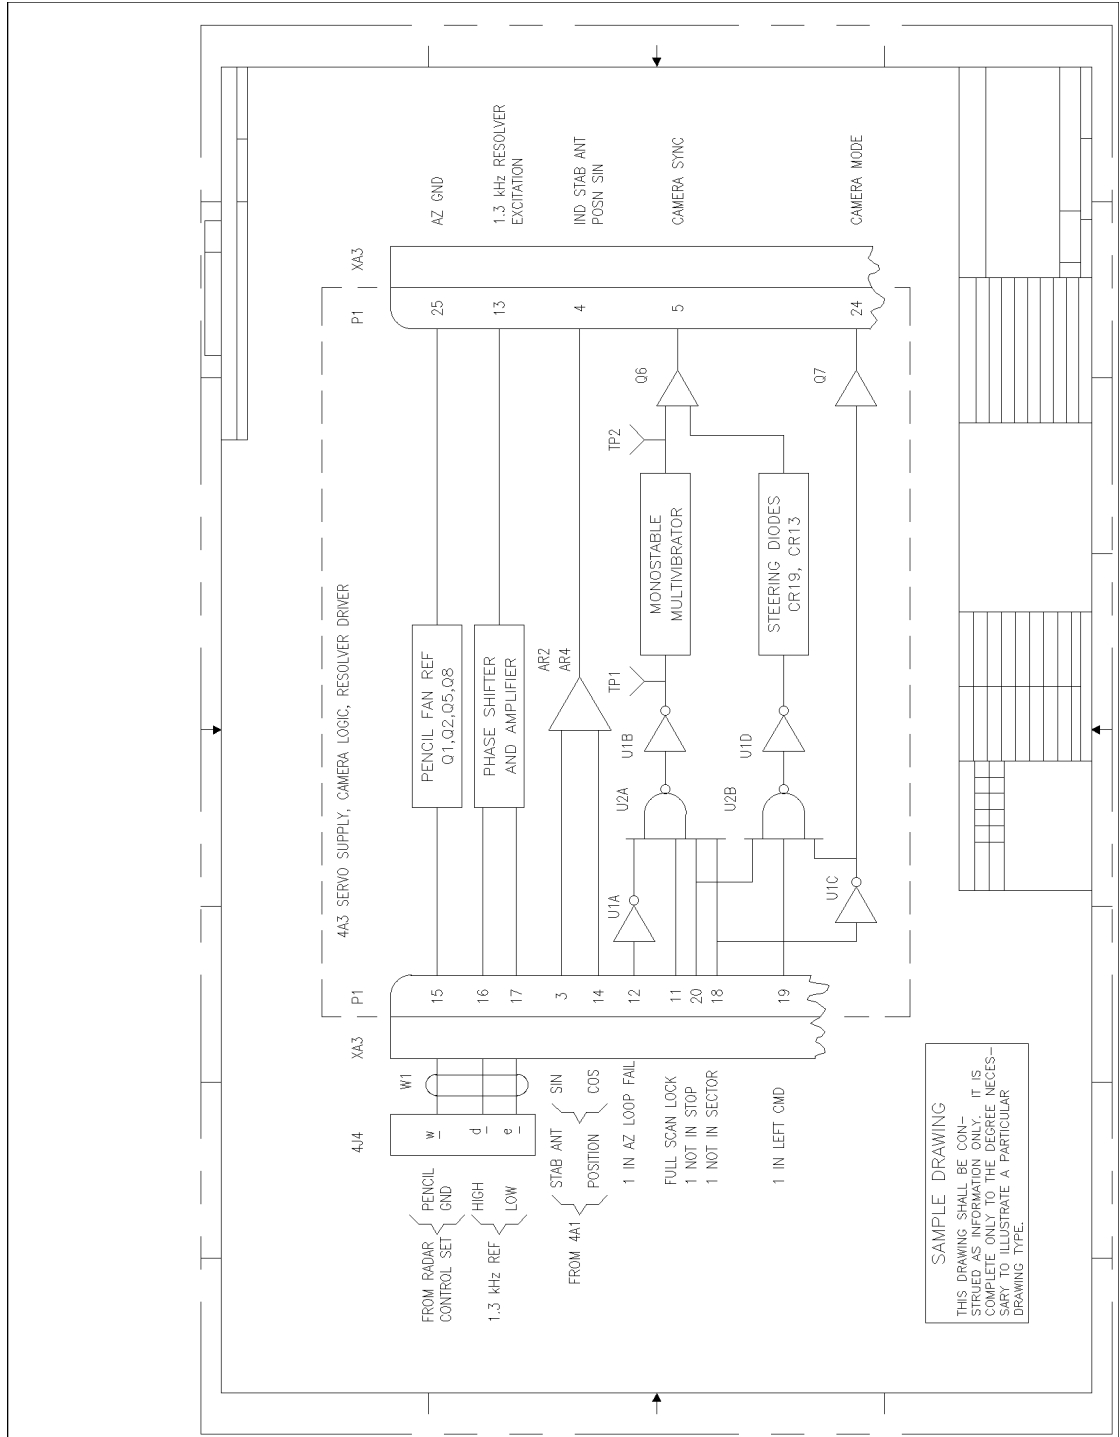 4A3 SERVO SUPPLY, CAMERA LOGIC, RESOLVER DRIVER
4J4
W1
XA3
P1
P1
XA3
FROM RADAR
CONTROL SET
PENCIL
GND
w
15
PENCIL FAN REF
Q1,Q2,Q5,Q8
25
AZ GND
1.3 kHz REF
HIGH
LOW
d
e
16
17
PHASE SHIFTER
AND AMPLIFIER
13
1.3 kHz RESOLVER
EXCITATION
FROM 4A1
STAB ANT
POSITION
SIN
COS
3
14
AR2
AR4
4
IND STAB ANT
POSN SIN
1 IN AZ LOOP FAIL
12
U1A
U2A
U1B
TP1
MONOSTABLE
MULTIVIBRATOR
TP2
Q6
5
CAMERA SYNC
FULL SCAN LOCK
11
1 NOT IN STOP
20
1 NOT IN SECTOR
18
1 IN LEFT CMD
19
U2B
U1D
STEERING DIODES
CR19, CR13
U1C
Q7
24
CAMERA MODE
SAMPLE DRAWING
THIS DRAWING SHALL BE CON-
STRUED AS INFORMATION ONLY. IT IS
COMPLETE ONLY TO THE DEGREE NECES-
SARY TO ILLUSTRATE A PARTICULAR
DRAWING TYPE.